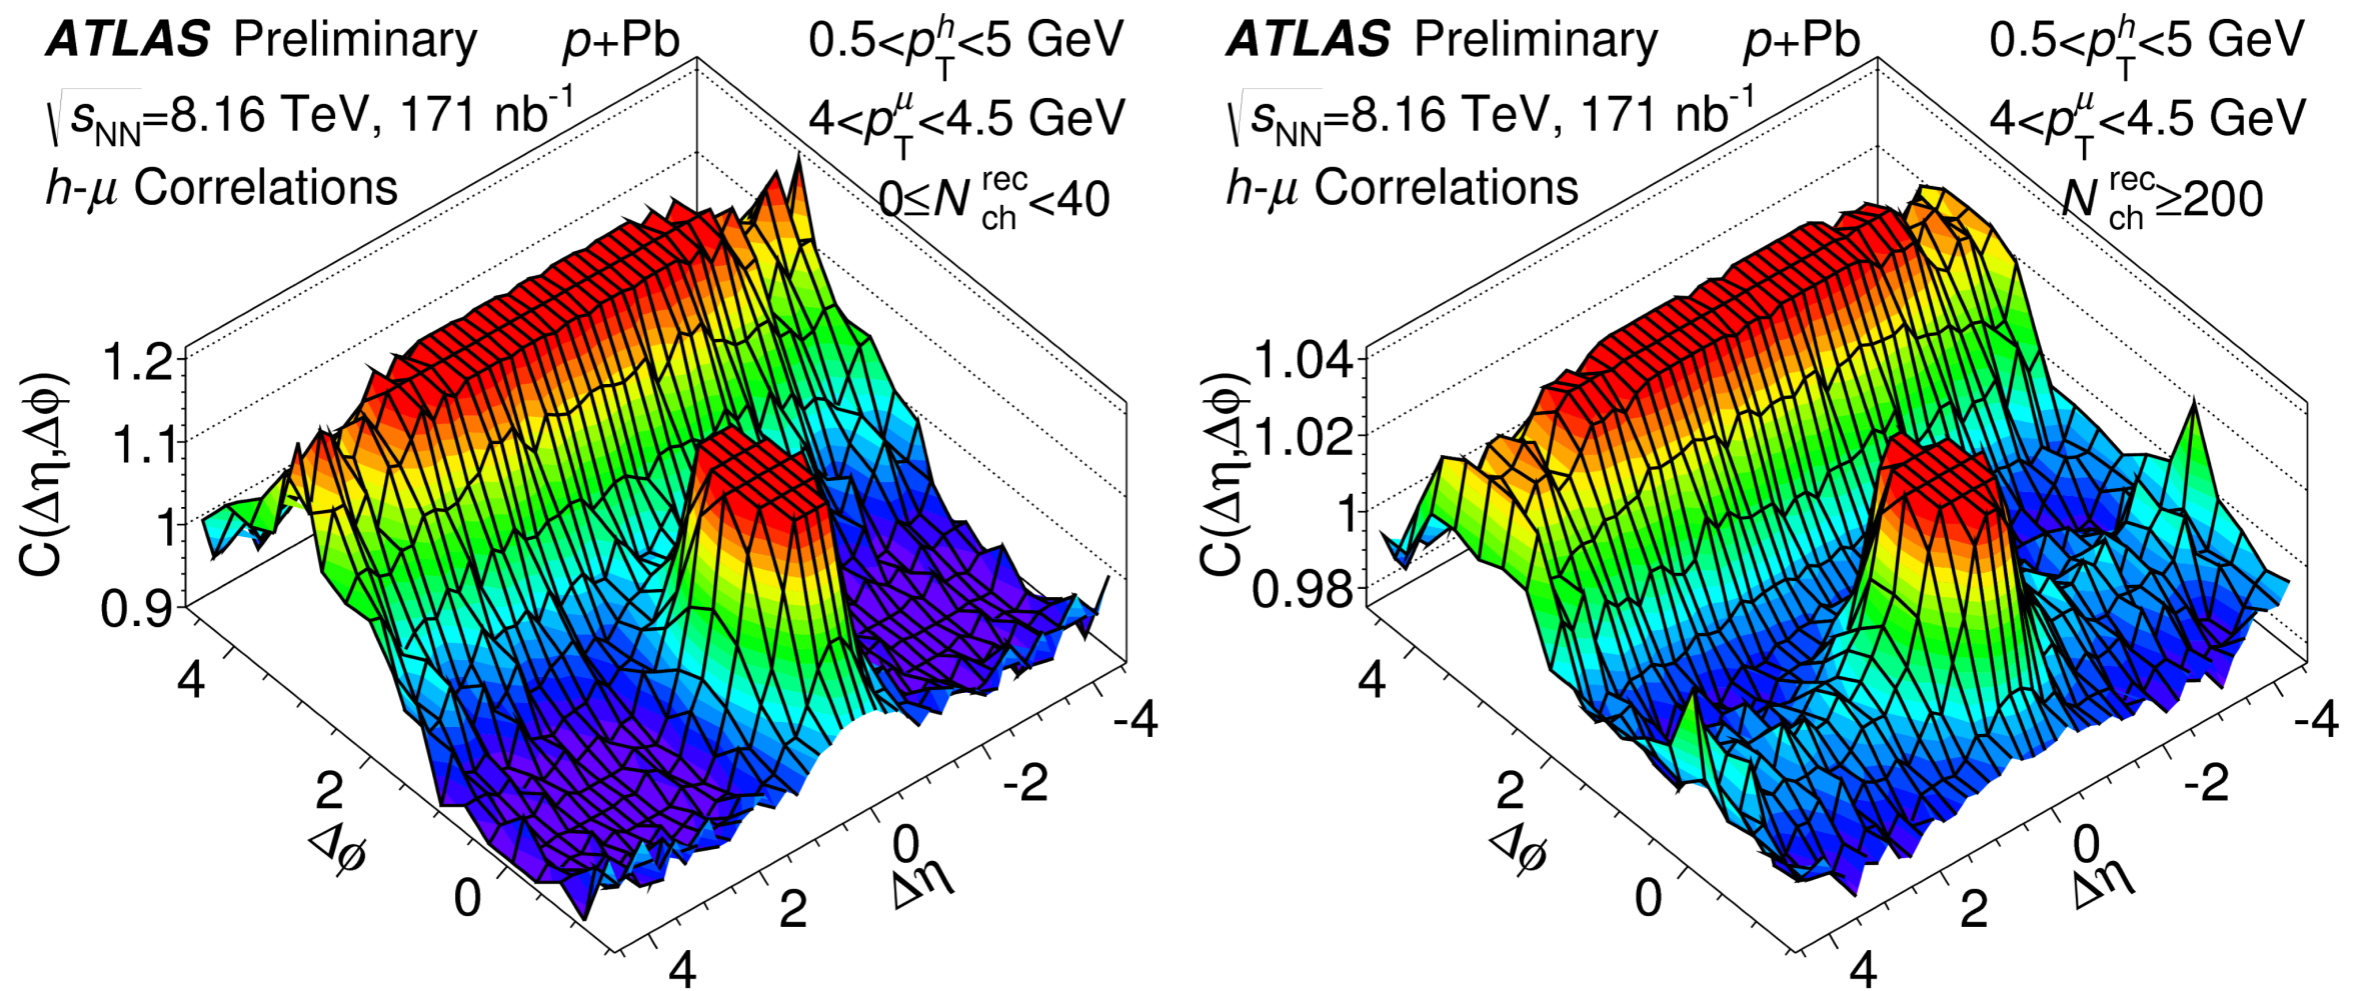 ATLAS Preliminary p+Pb 0.5<p_T^h<5 GeV
√s_NN=8.16 TeV, 171 nb^-1 4<p_T^μ<4.5 GeV
h-μ Correlations 0≤N_ch^rec<40
C(Δη,Δϕ)
1.2
1.1
1
0.9
4
2
0
Δϕ
4
2
0
-2
-4
Δη
ATLAS Preliminary p+Pb 0.5<p_T^h<5 GeV
√s_NN=8.16 TeV, 171 nb^-1 4<p_T^μ<4.5 GeV
h-μ Correlations N_ch^rec≥200
C(Δη,Δϕ)
1.04
1.02
1
0.98
4
2
0
Δϕ
4
2
0
-2
-4
Δη